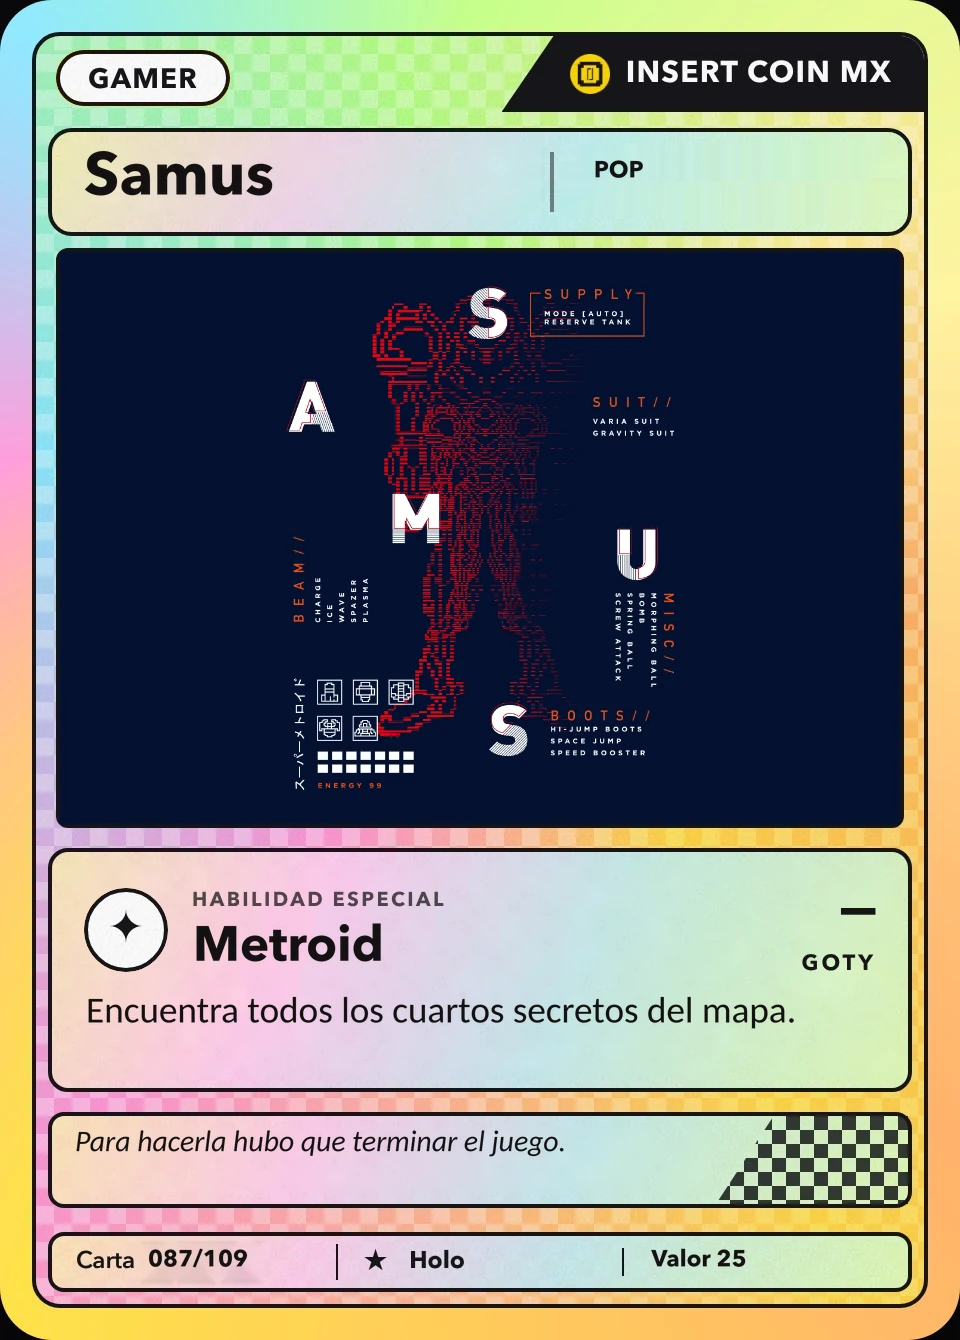 GAMER
INSERT COIN MX
Samus
POP
S
SUPPLY
MODE [AUTO]
RESERVE TANK
A
SUIT//
VARIA SUIT
GRAVITY SUIT
M
U
BEAM//
CHARGE
ICE
WAVE
SPAZER
PLASMA
MISC//
MORPHING BALL
BOMB
SPRING BALL
SCREW ATTACK
スーパーメトロイド
S
BOOTS//
HI-JUMP BOOTS
SPACE JUMP
SPEED BOOSTER
ENERGY 99
HABILIDAD ESPECIAL
Metroid
GOTY
Encuentra todos los cuartos secretos del mapa.
Para hacerla hubo que terminar el juego.
Carta 087/109
★ Holo
Valor 25